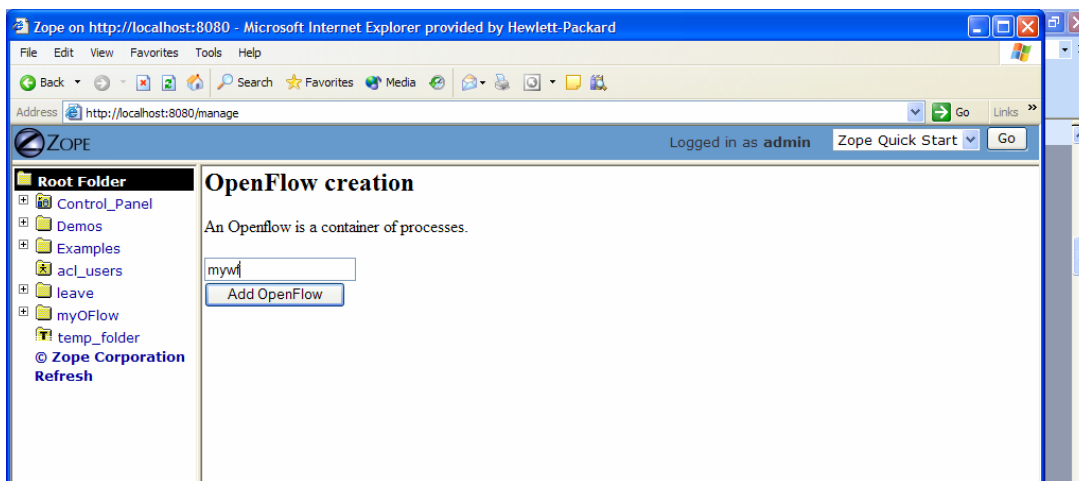 Zope on http://localhost:8080 - Microsoft Internet Explorer provided by Hewlett-Packard
File Edit View Favorites Tools Help
Back Search Favorites Media
Address http://localhost:8080/manage Go Links »
ZOPE Logged in as admin Zope Quick Start Go
Root Folder
Control_Panel
Demos
Examples
acl_users
leave
myOFlow
temp_folder
© Zope Corporation
Refresh
OpenFlow creation
An Openflow is a container of processes.
mywf
Add OpenFlow